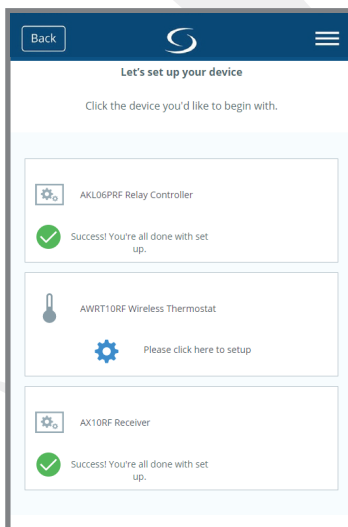 Back
Let's set up your device
Click the device you'd like to begin with.
AKL06PRF Relay Controller
Success! You're all done with set
up.
AWRT10RF Wireless Thermostat
Please click here to setup
AX10RF Receiver
Success! You're all done with set
up.